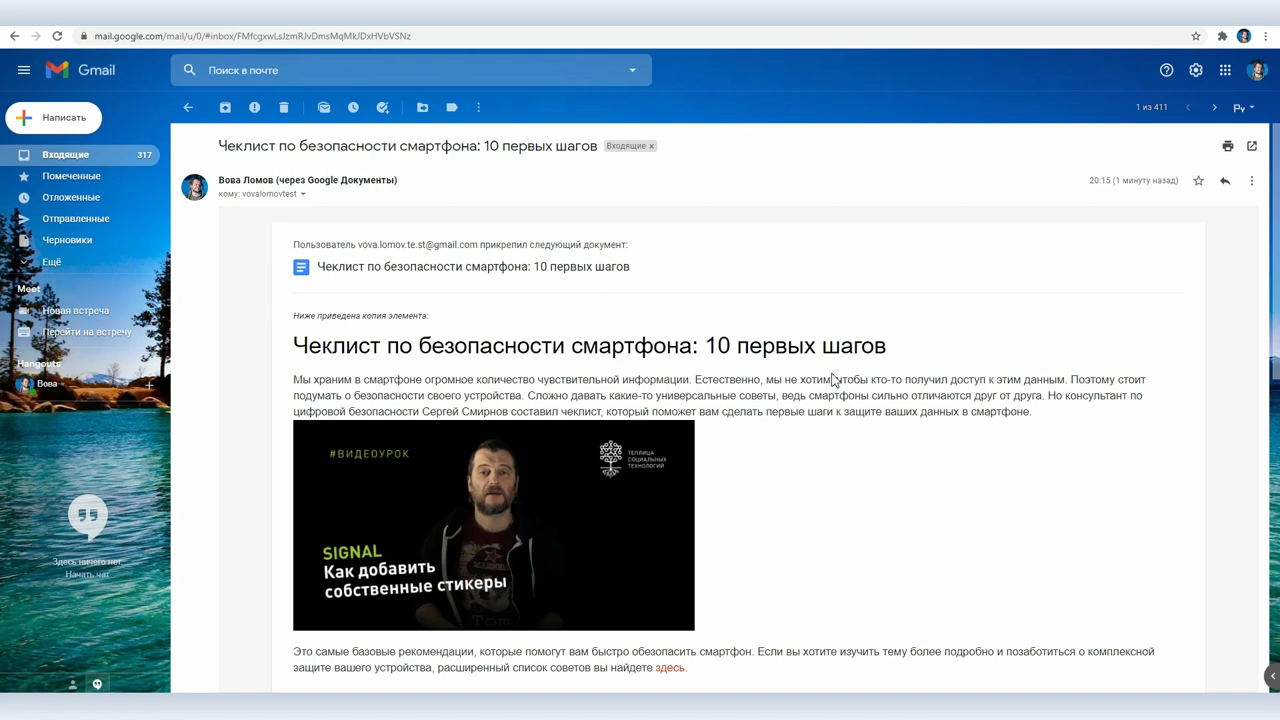 mail.google.com/mail/u/0/#inbox/FMfcgxwLsJzmRJvDmsMqMkJDxHVbVSNz
Gmail
Поиск в почте
Написать
1 из 411
Входящие 317
Помеченные
Отложенные
Отправленные
Черновики
Ещё
Meet
Новая встреча
Перейти на встречу
Hangouts
Вова
Здесь ничего нет
Начать чат
Чеклист по безопасности смартфона: 10 первых шагов Входящие x
Вова Ломов (через Google Документы)
20:15 (1 минуту назад)
кому: vovalomovtest
Пользователь vova.lomov.te.st@gmail.com прикрепил следующий документ:
Чеклист по безопасности смартфона: 10 первых шагов
Ниже приведена копия элемента:
Чеклист по безопасности смартфона: 10 первых шагов
Мы храним в смартфоне огромное количество чувствительной информации. Естественно, мы не хотим, чтобы кто-то получил доступ к этим данным. Поэтому стоит
подумать о безопасности своего устройства. Сложно давать какие-то универсальные советы, ведь смартфоны сильно отличаются друг от друга. Но консультант по
цифровой безопасности Сергей Смирнов составил чеклист, который поможет вам сделать первые шаги к защите ваших данных в смартфоне.
#ВИДЕОУРОК
ТЕПЛИЦА
СОЦИАЛЬНЫХ
ТЕХНОЛОГИЙ
SIGNAL
Как добавить
собственные стикеры
Это самые базовые рекомендации, которые помогут вам быстро обезопасить смартфон. Если вы хотите изучить тему более подробно и позаботиться о комплексной
защите вашего устройства, расширенный список советов вы найдете здесь.